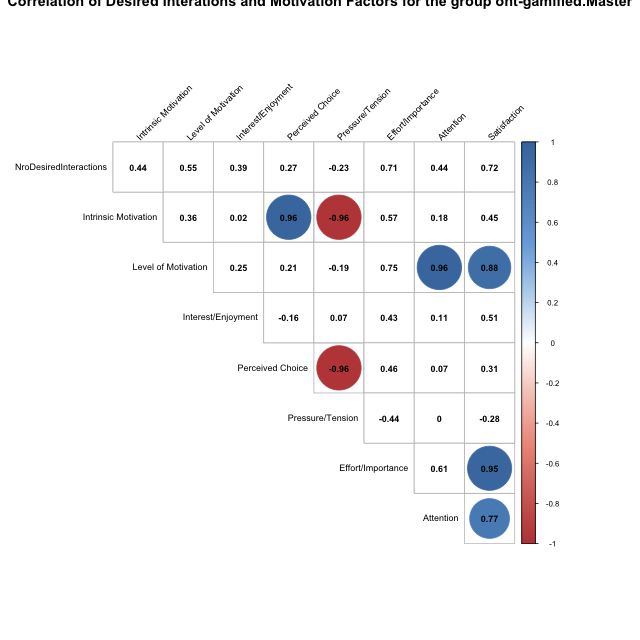 Correlation of Desired Interations and Motivation Factors for the group ont-gamified.Master
Intrinsic Motivation
Level of Motivation
Interest/Enjoyment
Perceived Choice
Pressure/Tension
Effort/Importance
Attention
Satisfaction
NroDesiredInteractions 0.44 0.55 0.39 0.27 -0.23 0.71 0.44 0.72
Intrinsic Motivation 0.36 0.02 0.96 -0.96 0.57 0.18 0.45
Level of Motivation 0.25 0.21 -0.19 0.75 0.96 0.88
Interest/Enjoyment -0.16 0.07 0.43 0.11 0.51
Perceived Choice -0.96 0.46 0.07 0.31
Pressure/Tension -0.44 0 -0.28
Effort/Importance 0.61 0.95
Attention 0.77
1
0.8
0.6
0.4
0.2
0
-0.2
-0.4
-0.6
-0.8
-1